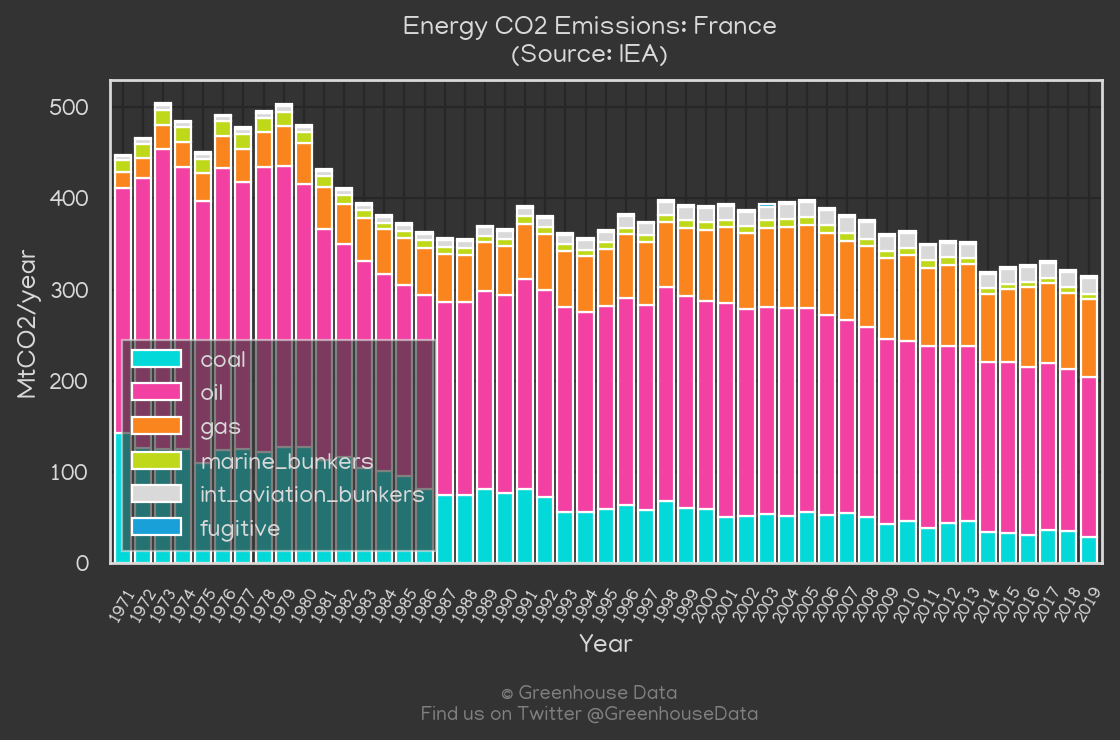 Energy CO2 Emissions: France
(Source: IEA)
MtCO2/year
500
400
300
200
100
0
coal
oil
gas
marine_bunkers
int_aviation_bunkers
fugitive
1971 1972 1973 1974 1975 1976 1977 1978 1979 1980 1981 1982 1983 1984 1985 1986 1987 1988 1989 1990 1991 1992 1993 1994 1995 1996 1997 1998 1999 2000 2001 2002 2003 2004 2005 2006 2007 2008 2009 2010 2011 2012 2013 2014 2015 2016 2017 2018 2019
Year
© Greenhouse Data
Find us on Twitter @GreenhouseData